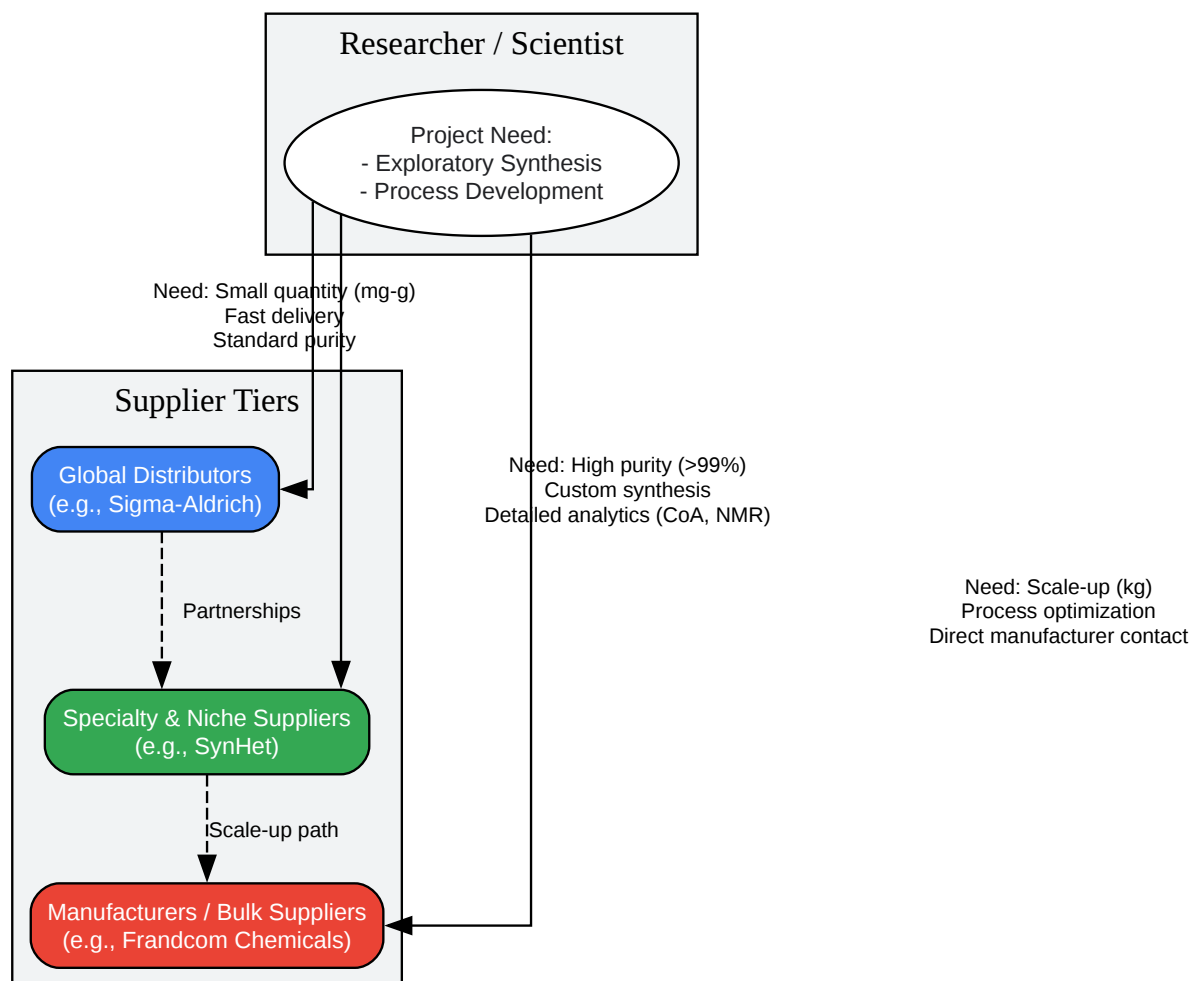 Researcher / Scientist
Project Need:
- Exploratory Synthesis
- Process Development
Need: Small quantity (mg-g)
Fast delivery
Standard purity
Supplier Tiers
Global Distributors
(e.g., Sigma-Aldrich)
Need: High purity (>99%)
Custom synthesis
Detailed analytics (CoA, NMR)
Partnerships
Need: Scale-up (kg)
Process optimization
Direct manufacturer contact
Specialty & Niche Suppliers
(e.g., SynHet)
Scale-up path
Manufacturers / Bulk Suppliers
(e.g., Frandcom Chemicals)